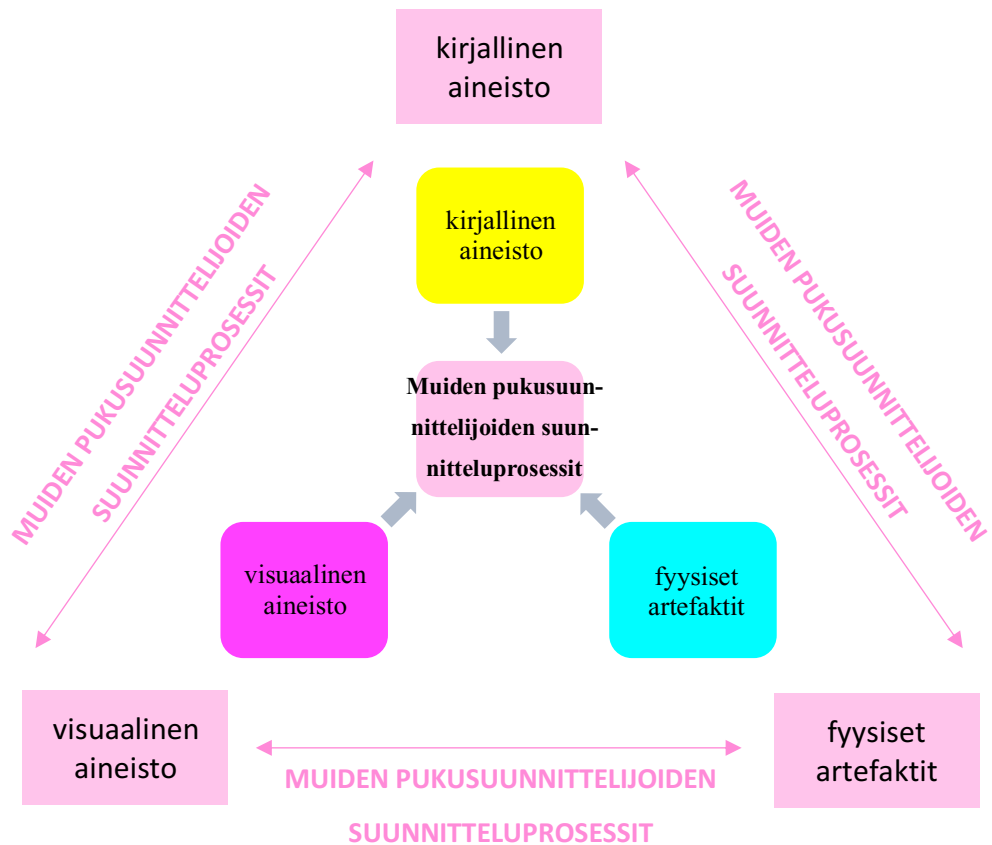 kirjallinen
aineisto
MUIDEN PUKUSUUNNITTELIJOIDEN
SUUNNITTELUPROSESSIT
MUIDEN PUKUSUUNNITTELIJOIDEN
SUUNNITTELUPROSESSIT
kirjallinen
aineisto
Muiden pukusuun-
nittelijoiden suun-
nitteluprosessit
visuaalinen
aineisto
fyysiset
artefaktit
visuaalinen
aineisto
fyysiset
artefaktit
MUIDEN PUKUSUUNNITTELIJOIDEN
SUUNNITTELUPROSESSIT